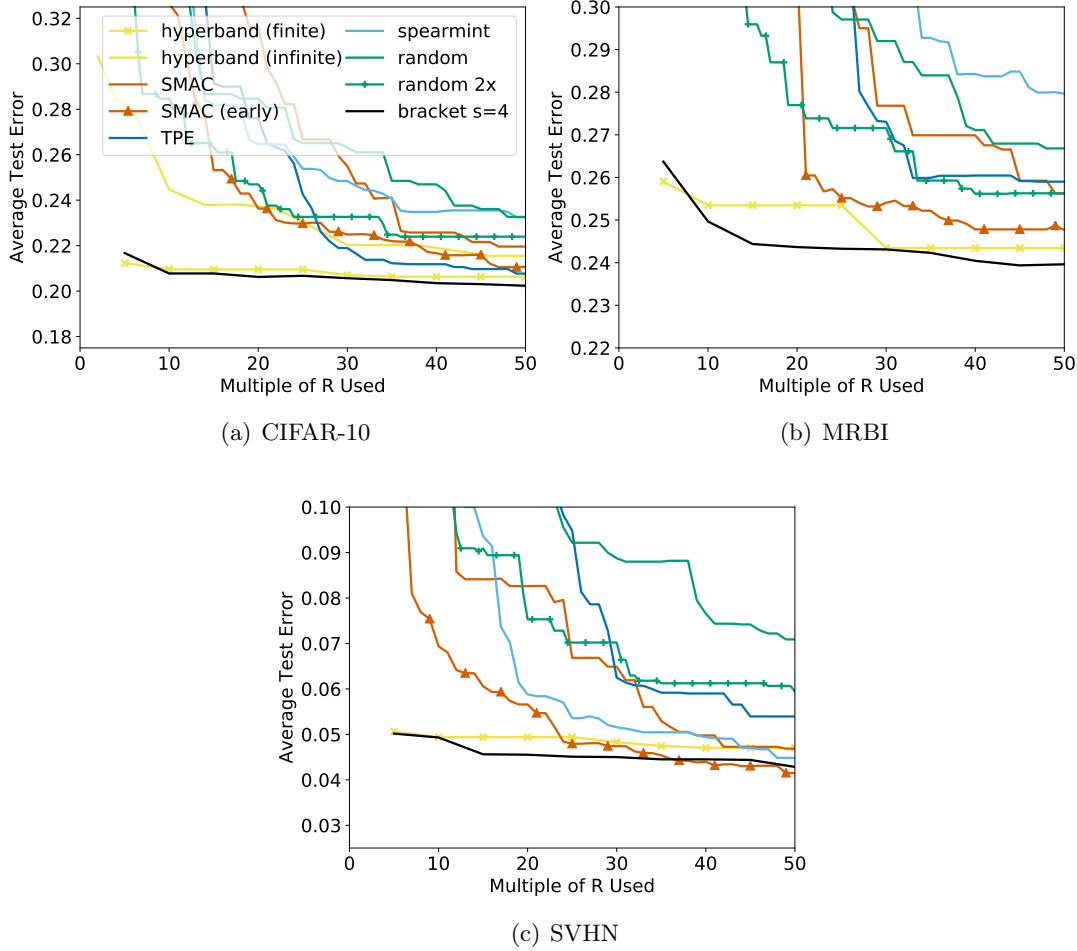 0.32
0.30
0.28
0.26
0.24
0.22
0.20
0.18
Average Test Error
hyperband (finite)
hyperband (infinite)
SMAC
SMAC (early)
TPE
spearmint
random
random 2x
bracket s=4
0 10 20 30 40 50
Multiple of R Used
(a) CIFAR-10
0.30
0.29
0.28
0.27
0.26
0.25
0.24
0.23
0.22
Average Test Error
0 10 20 30 40 50
Multiple of R Used
(b) MRBI
0.10
0.09
0.08
0.07
0.06
0.05
0.04
0.03
Average Test Error
0 10 20 30 40 50
Multiple of R Used
(c) SVHN